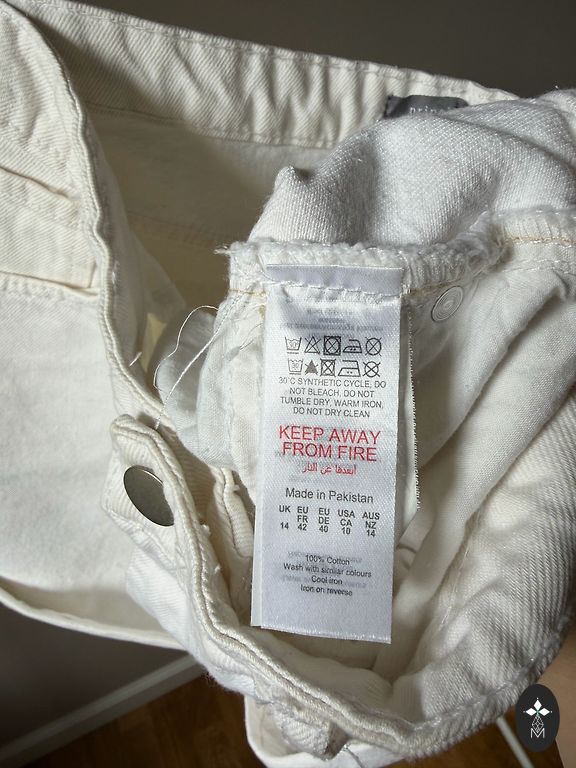 30°C SYNTHETIC CYCLE, DO
NOT BLEACH, DO NOT
TUMBLE DRY, WARM IRON,
DO NOT DRY CLEAN
KEEP AWAY
FROM FIRE
أبعدها عن النار
Made in Pakistan
UK EU EU USA AUS
FR DE CA NZ
14 42 40 10 14
100% Cotton
Wash with similar colours
Cool iron
Iron on reverse
M